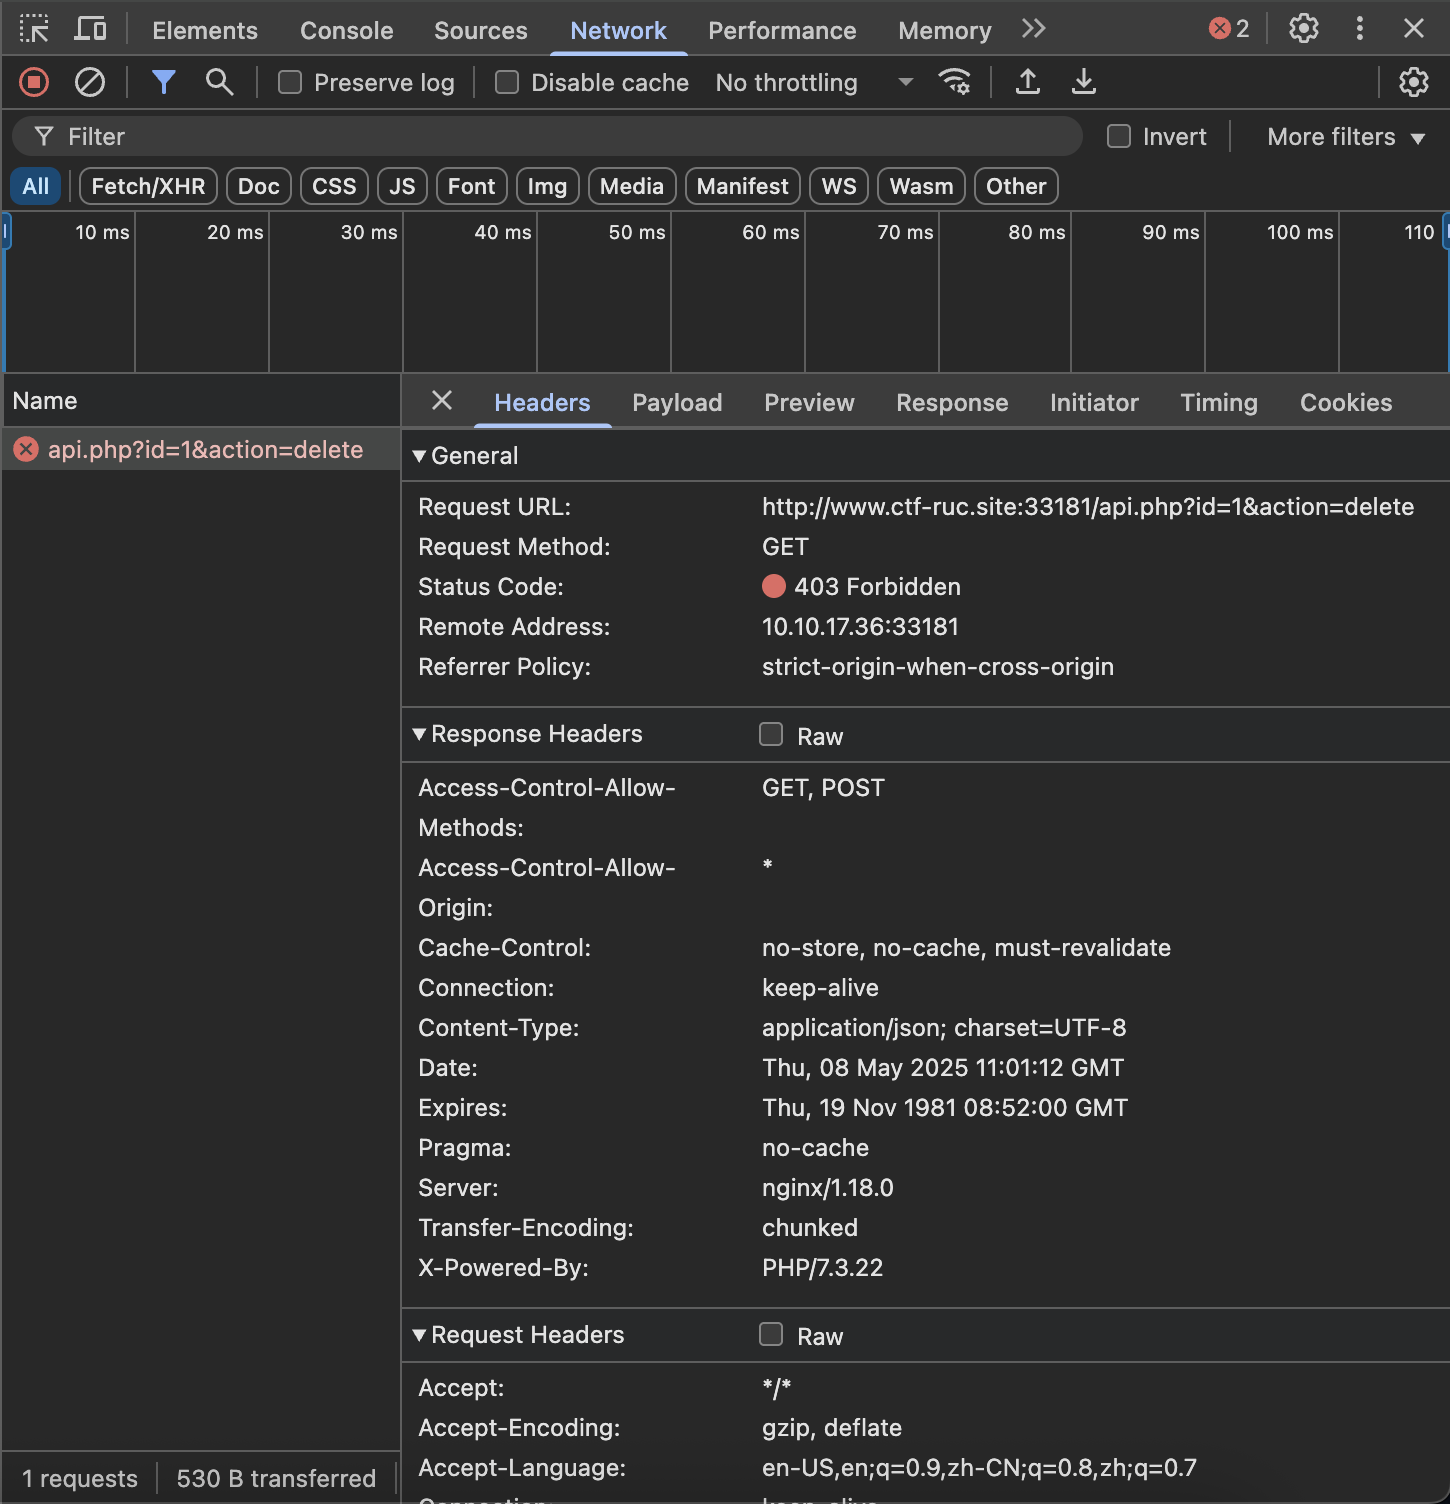 Elements Console Sources Network Performance Memory 2
Preserve log Disable cache No throttling
Filter Invert More filters
All Fetch/XHR Doc CSS JS Font Img Media Manifest WS Wasm Other
10 ms 20 ms 30 ms 40 ms 50 ms 60 ms 70 ms 80 ms 90 ms 100 ms 110
Name
api.php?id=1&action=delete
Headers Payload Preview Response Initiator Timing Cookies
General
Request URL: http://www.ctf-ruc.site:33181/api.php?id=1&action=delete
Request Method: GET
Status Code: 403 Forbidden
Remote Address: 10.10.17.36:33181
Referrer Policy: strict-origin-when-cross-origin
Response Headers Raw
Access-Control-Allow- GET, POST
Methods:
Access-Control-Allow- *
Origin:
Cache-Control: no-store, no-cache, must-revalidate
Connection: keep-alive
Content-Type: application/json; charset=UTF-8
Date: Thu, 08 May 2025 11:01:12 GMT
Expires: Thu, 19 Nov 1981 08:52:00 GMT
Pragma: no-cache
Server: nginx/1.18.0
Transfer-Encoding: chunked
X-Powered-By: PHP/7.3.22
Request Headers Raw
Accept: */*
Accept-Encoding: gzip, deflate
Accept-Language: en-US,en;q=0.9,zh-CN;q=0.8,zh;q=0.7
1 requests 530 B transferred